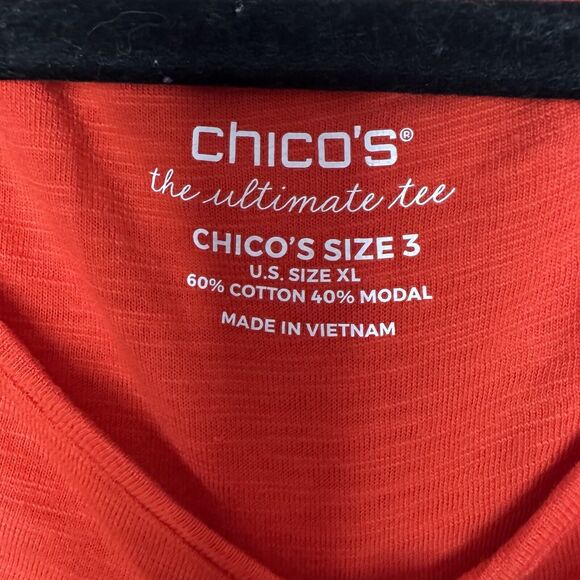 chico's®
the ultimate tee
CHICO'S SIZE 3
U.S. SIZE XL
60% COTTON 40% MODAL
MADE IN VIETNAM